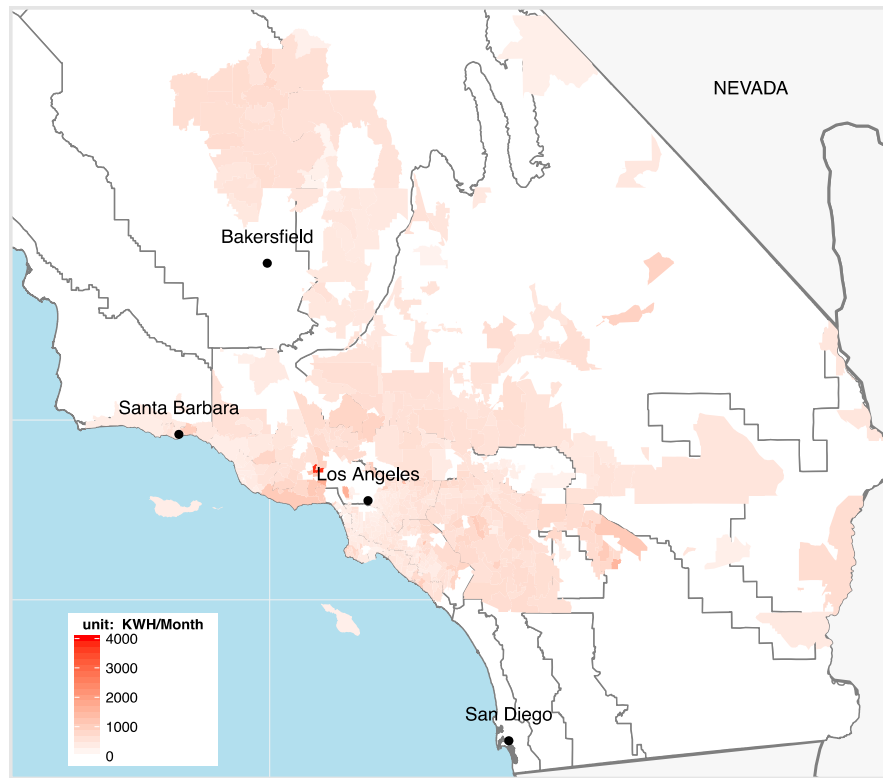 NEVADA
Bakersfield
Santa Barbara
Los Angeles
unit: KWH/Month
4000
3000
2000
1000
0
San Diego